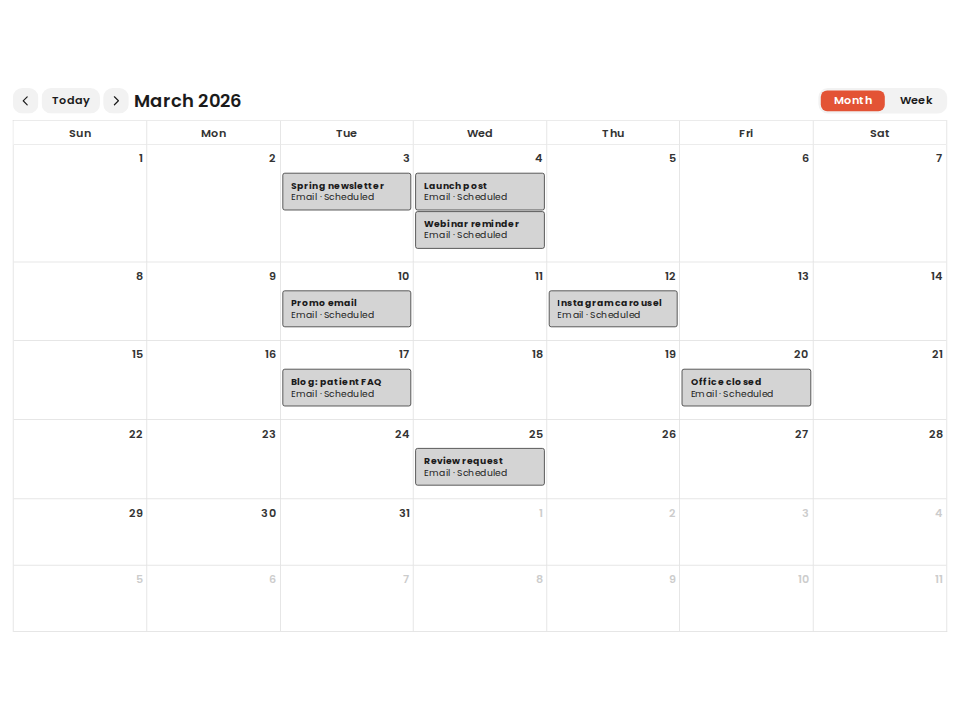 Today March 2026 Month Week
Sun Mon Tue Wed Thu Fri Sat
1 2 3 4 5 6 7
Spring newsletter
Email · Scheduled
Launch post
Email · Scheduled
Webinar reminder
Email · Scheduled
8 9 10 11 12 13 14
Promo email
Email · Scheduled
Instagram carousel
Email · Scheduled
15 16 17 18 19 20 21
Blog: patient FAQ
Email · Scheduled
Office closed
Email · Scheduled
22 23 24 25 26 27 28
Review request
Email · Scheduled
29 30 31 1 2 3 4
5 6 7 8 9 10 11